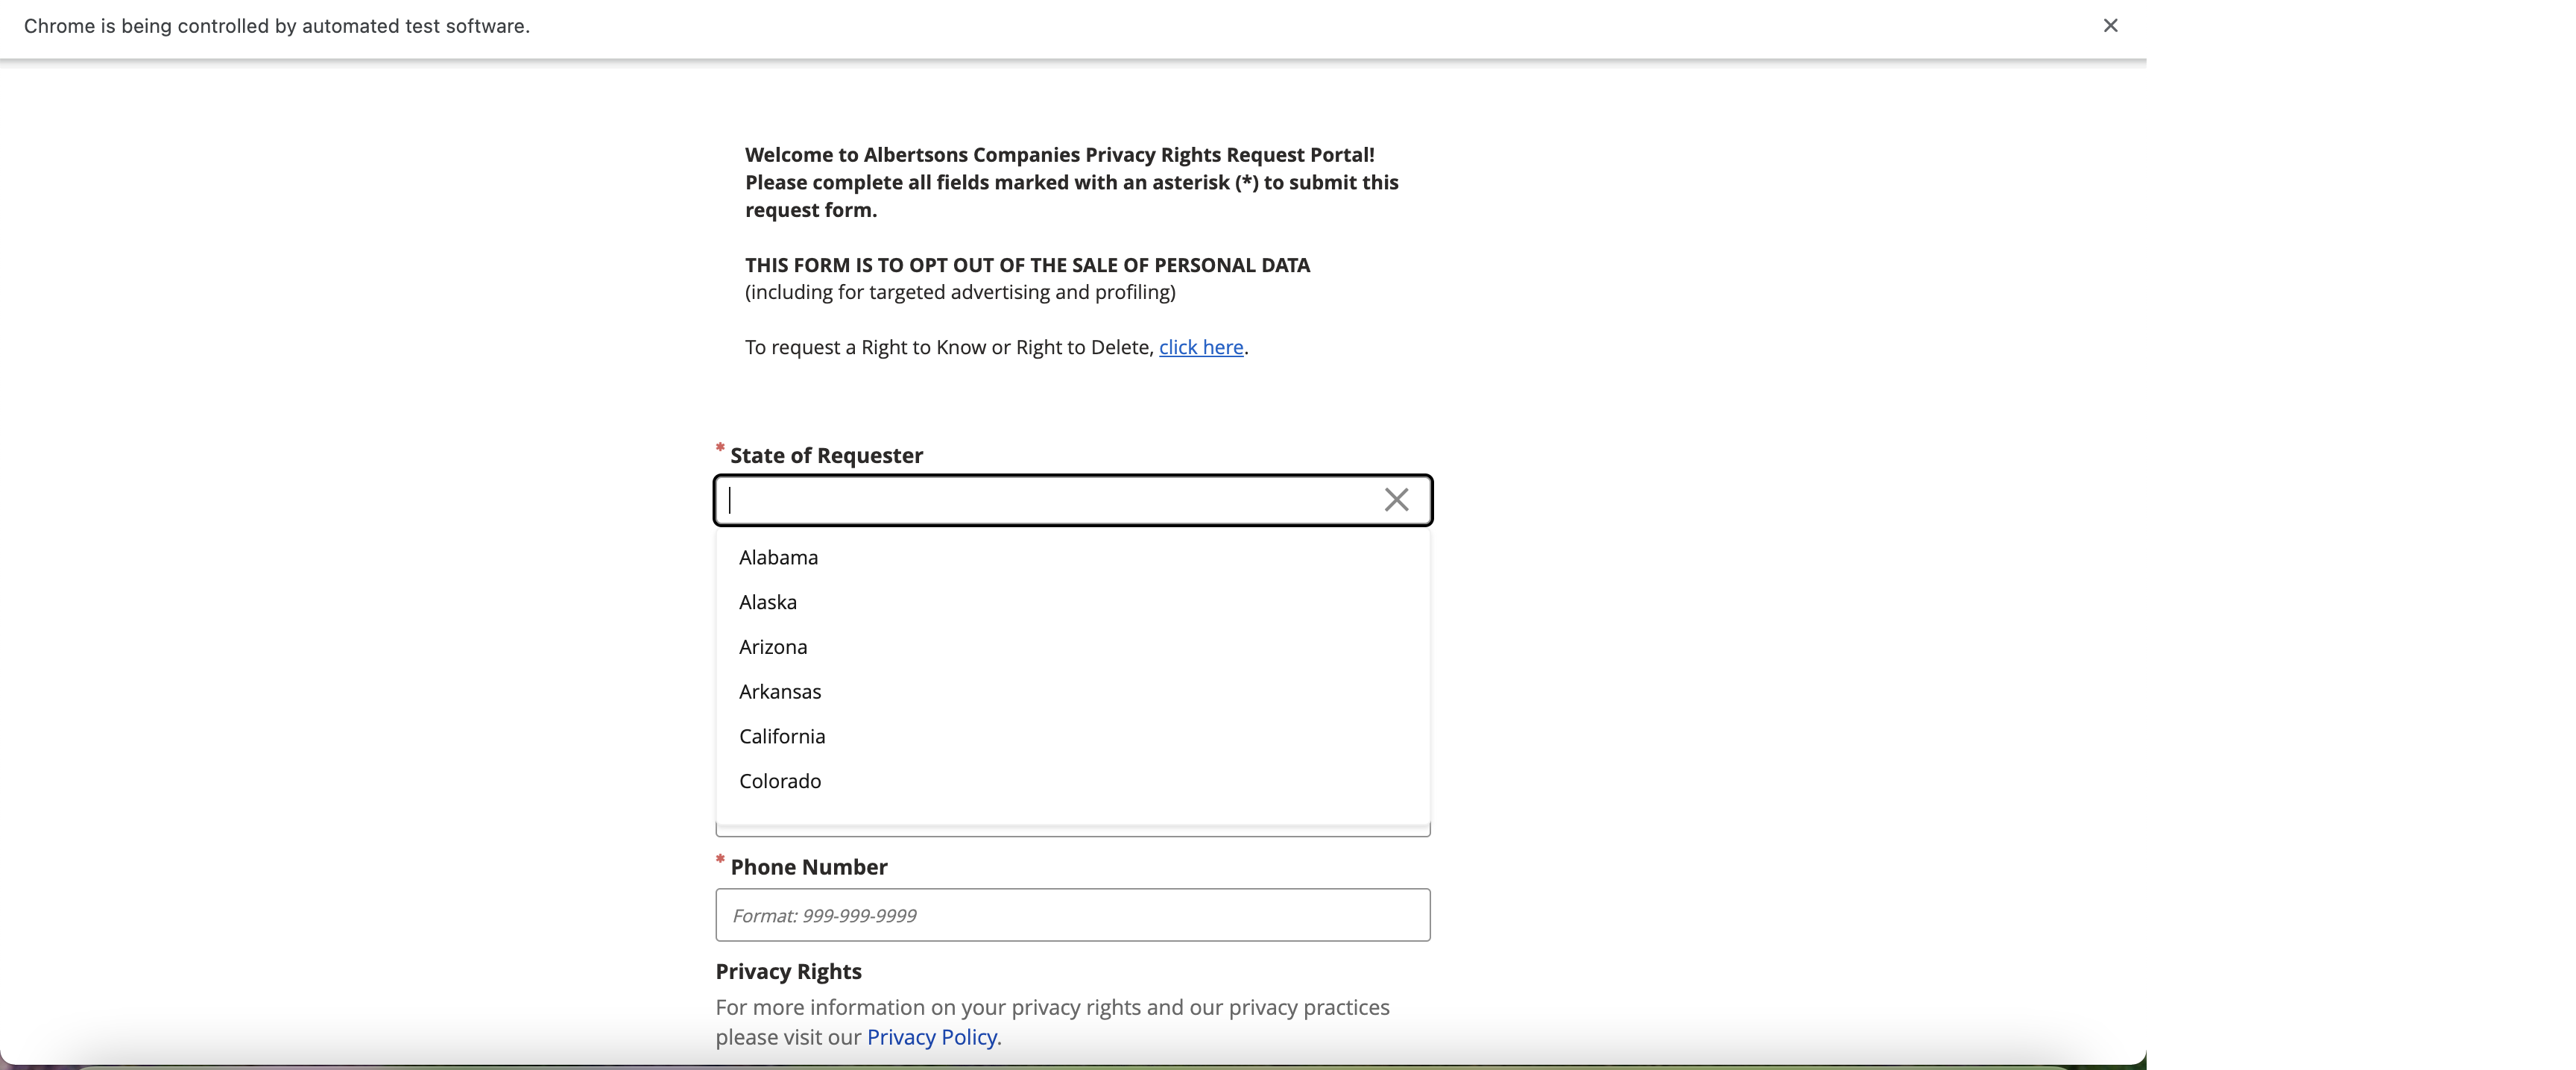 Chrome is being controlled by automated test software.
Welcome to Albertsons Companies Privacy Rights Request Portal!
Please complete all fields marked with an asterisk (*) to submit this
request form.
THIS FORM IS TO OPT OUT OF THE SALE OF PERSONAL DATA
(including for targeted advertising and profiling)
To request a Right to Know or Right to Delete, click here.
* State of Requester
Alabama
Alaska
Arizona
Arkansas
California
Colorado
* Phone Number
Format: 999-999-9999
Privacy Rights
For more information on your privacy rights and our privacy practices
please visit our Privacy Policy.